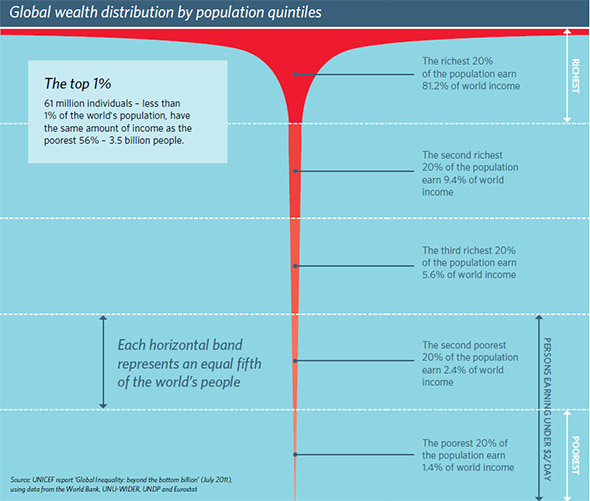 Global wealth distribution by population quintiles
The top 1%
61 million individuals – less than
1% of the world's population, have
the same amount of income as the
poorest 56% – 3.5 billion people.
The richest 20%
of the population earn
81.2% of world income
RICHEST
The second richest
20% of the population
earn 9.4% of world
income
The third richest 20%
of the population earn
5.6% of world income
Each horizontal band
represents an equal fifth
of the world's people
The second poorest
20% of the population
earn 2.4% of world
income
PERSONS EARNING UNDER $2/DAY
The poorest 20% of
the population earn
1.4% of world income
POOREST
Source: UNICEF report 'Global Inequality: beyond the bottom billion' (July 2011),
using data from the World Bank, UNU-WIDER, UNDP and Eurostat